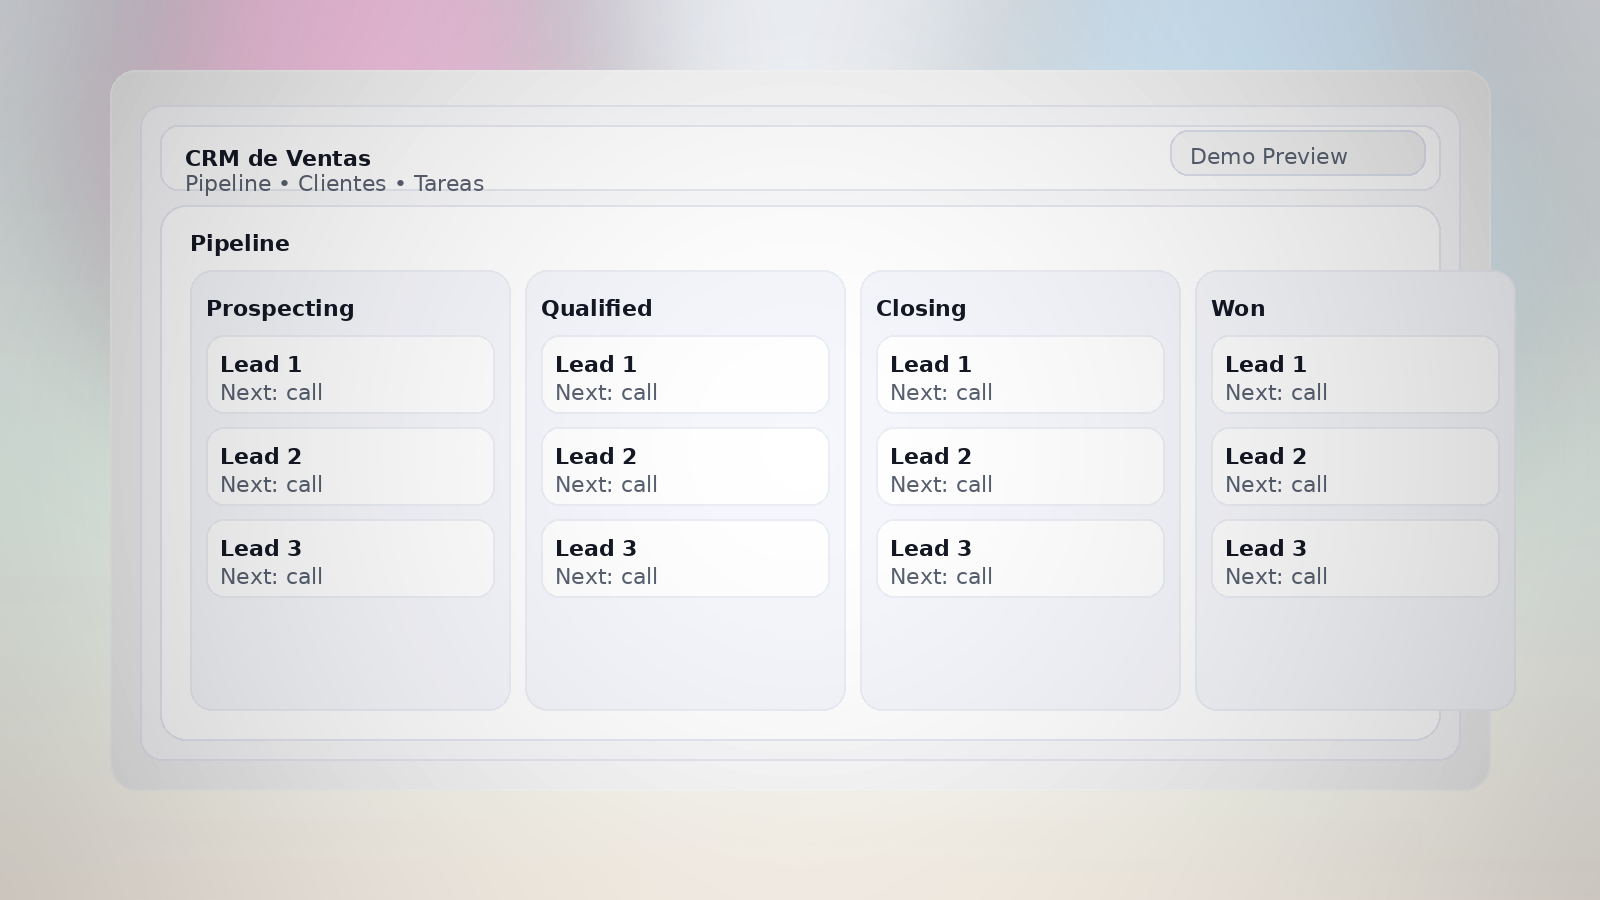 CRM de Ventas
Demo Preview
Pipeline • Clientes • Tareas
Pipeline
Prospecting
Lead 1
Next: call
Lead 2
Next: call
Lead 3
Next: call
Qualified
Lead 1
Next: call
Lead 2
Next: call
Lead 3
Next: call
Closing
Lead 1
Next: call
Lead 2
Next: call
Lead 3
Next: call
Won
Lead 1
Next: call
Lead 2
Next: call
Lead 3
Next: call